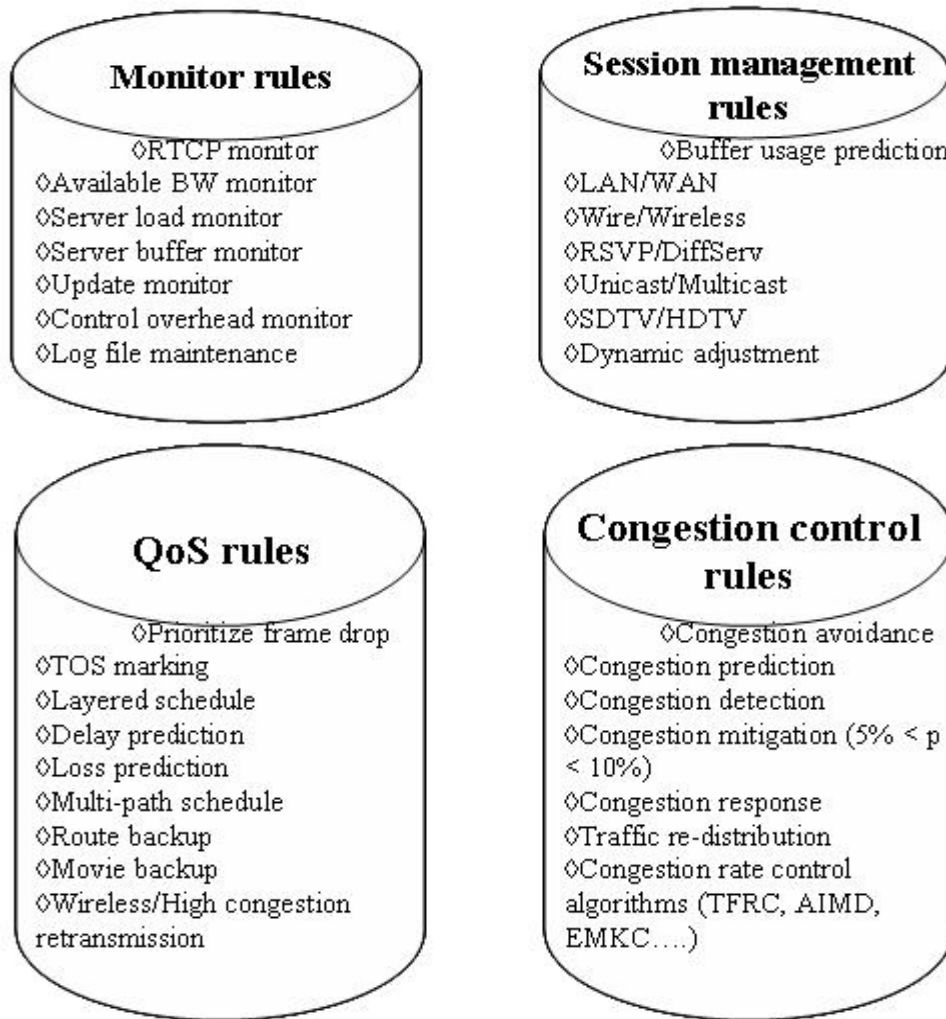 Monitor rules
◊RTCP monitor
◊Available BW monitor
◊Server load monitor
◊Server buffer monitor
◊Update monitor
◊Control overhead monitor
◊Log file maintenance
Session management
rules
◊Buffer usage prediction
◊LAN/WAN
◊Wire/Wireless
◊RSVP/DiffServ
◊Unicast/Multicast
◊SDTV/HDTV
◊Dynamic adjustment
QoS rules
◊Prioritize frame drop
◊TOS marking
◊Layered schedule
◊Delay prediction
◊Loss prediction
◊Multi-path schedule
◊Route backup
◊Movie backup
◊Wireless/High congestion
retransmission
Congestion control
rules
◊Congestion avoidance
◊Congestion prediction
◊Congestion detection
◊Congestion mitigation (5% < p
< 10%)
◊Congestion response
◊Traffic re-distribution
◊Congestion rate control
algorithms (TFRC, AIMD,
EMKC….)